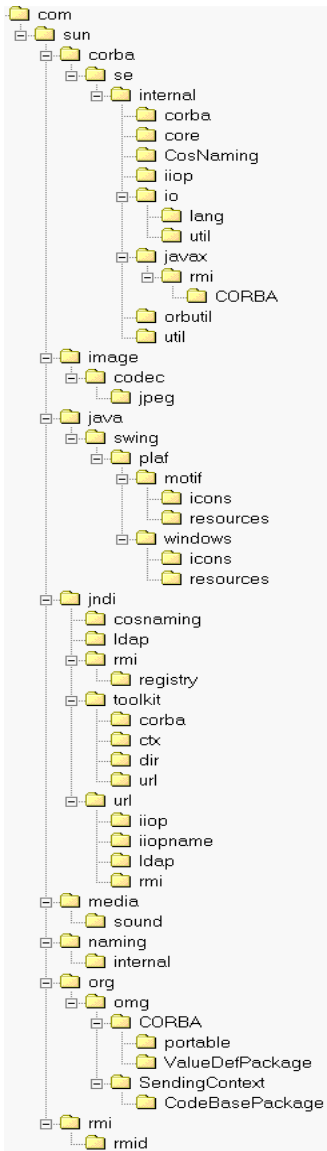 com
sun
corba
se
internal
corba
core
CosNaming
iiop
io
lang
util
javax
rmi
CORBA
orbutil
util
image
codec
jpeg
java
swing
plaf
motif
icons
resources
windows
icons
resources
jndi
cosnaming
ldap
rmi
registry
toolkit
corba
ctx
dir
url
url
iiop
iiopname
ldap
rmi
media
sound
naming
internal
org
omg
CORBA
portable
ValueDefPackage
SendingContext
CodeBasePackage
rmi
rmid